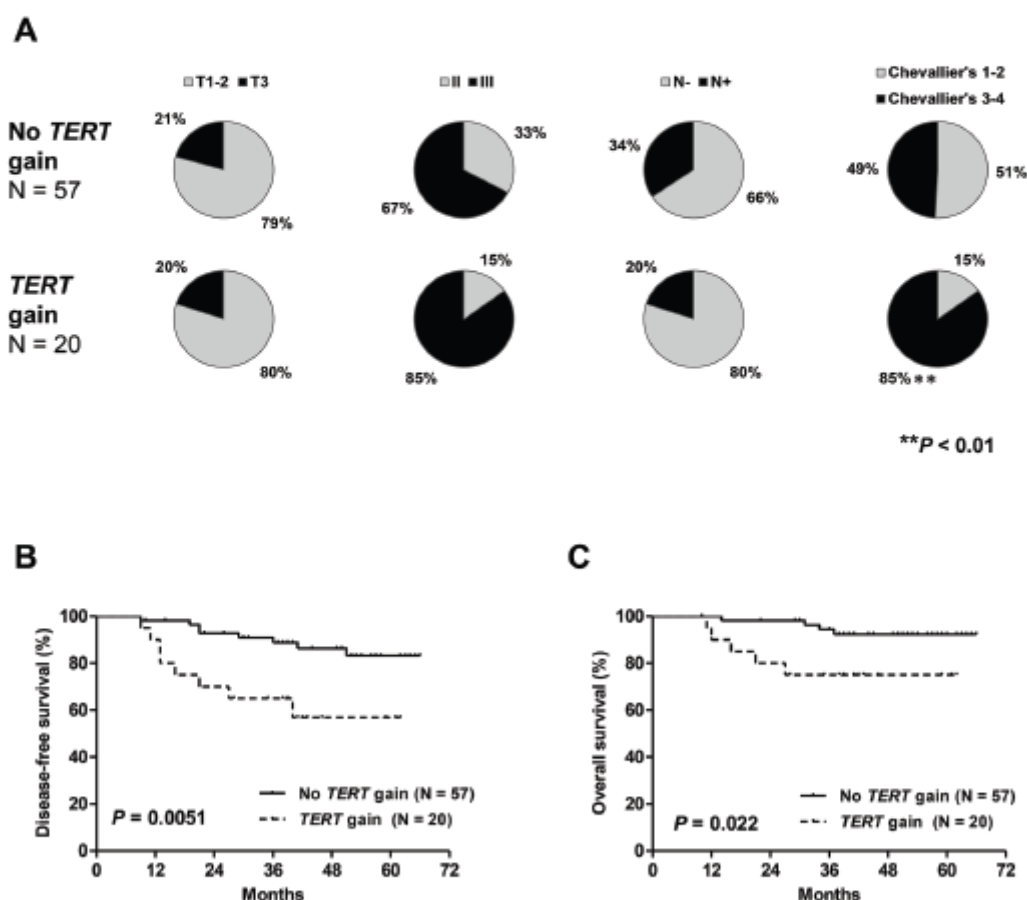 A
T1-2 T3
II III
N- N+
Chevallier's 1-2
Chevallier's 3-4
No TERT
gain
N = 57
21%
79%
33%
67%
34%
66%
49%
51%
TERT
gain
N = 20
20%
80%
15%
85%
20%
80%
15%
85%**
**P < 0.01
B
Disease-free survival (%)
100
80
60
40
20
0
0 12 24 36 48 60 72
Months
P = 0.0051
No TERT gain (N = 57)
TERT gain (N = 20)
C
Overall survival (%)
100
80
60
40
20
0
0 12 24 36 48 60 72
Months
P = 0.022
No TERT gain (N = 57)
TERT gain (N = 20)